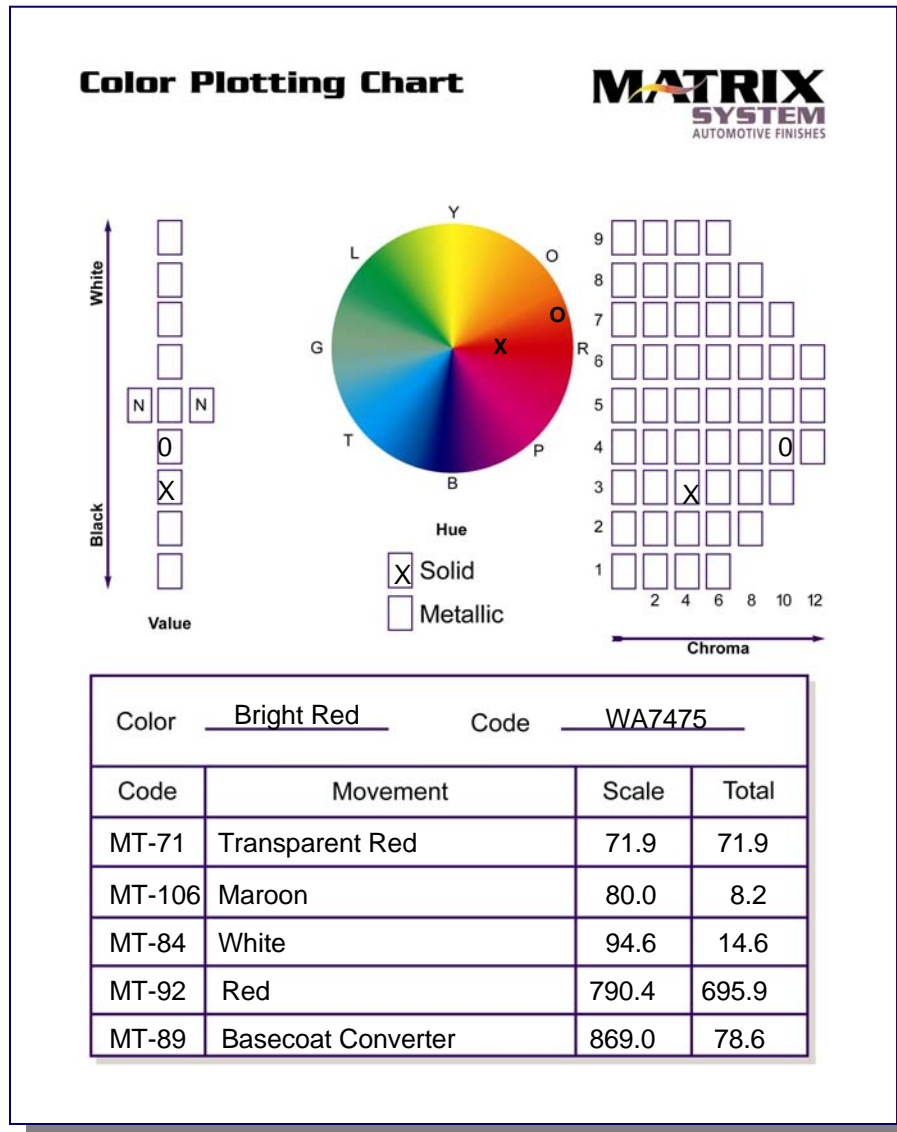 Color Plotting Chart
MATRIX
SYSTEM
AUTOMOTIVE FINISHES
White
Black
N N
0
X
Value
Y
L O
O
G X R
T P
B
Hue
X Solid
Metallic
9
8
7
6
5
4 0
3 X
2
1
2 4 6 8 10 12
Chroma
Color Bright Red Code WA7475
Code Movement Scale Total
MT-71 Transparent Red 71.9 71.9
MT-106 Maroon 80.0 8.2
MT-84 White 94.6 14.6
MT-92 Red 790.4 695.9
MT-89 Basecoat Converter 869.0 78.6